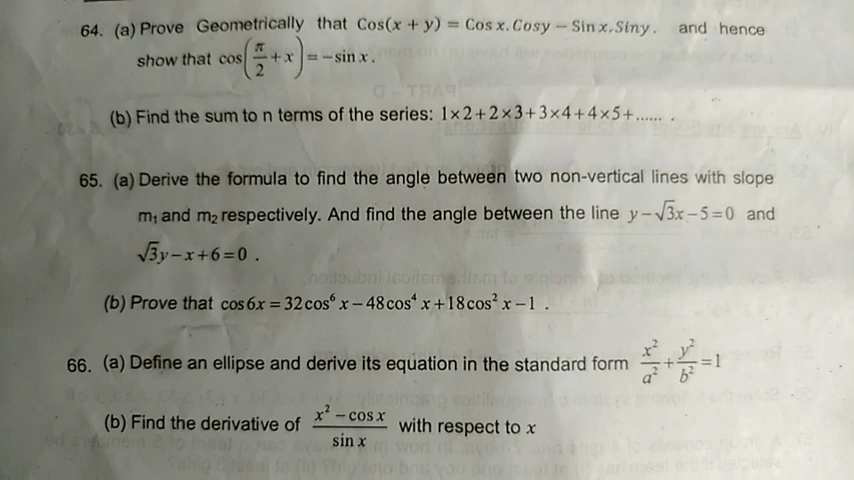 64. (a) Prove Geometrically that Cos(x + y) = Cos x. Cosy − Sin x. Siny. and hence
show that cos(π/2 + x) = −sin x.
(b) Find the sum to n terms of the series: 1×2+2×3+3×4+4×5+...... .
65. (a) Derive the formula to find the angle between two non-vertical lines with slope
m₁ and m₂ respectively. And find the angle between the line y−√3x−5=0 and
√3y−x+6=0 .
(b) Prove that cos6x = 32cos⁶ x − 48cos⁴ x + 18cos² x − 1 .
66. (a) Define an ellipse and derive its equation in the standard form x²/a² + y²/b² = 1
(b) Find the derivative of (x² − cos x)/(sin x) with respect to x